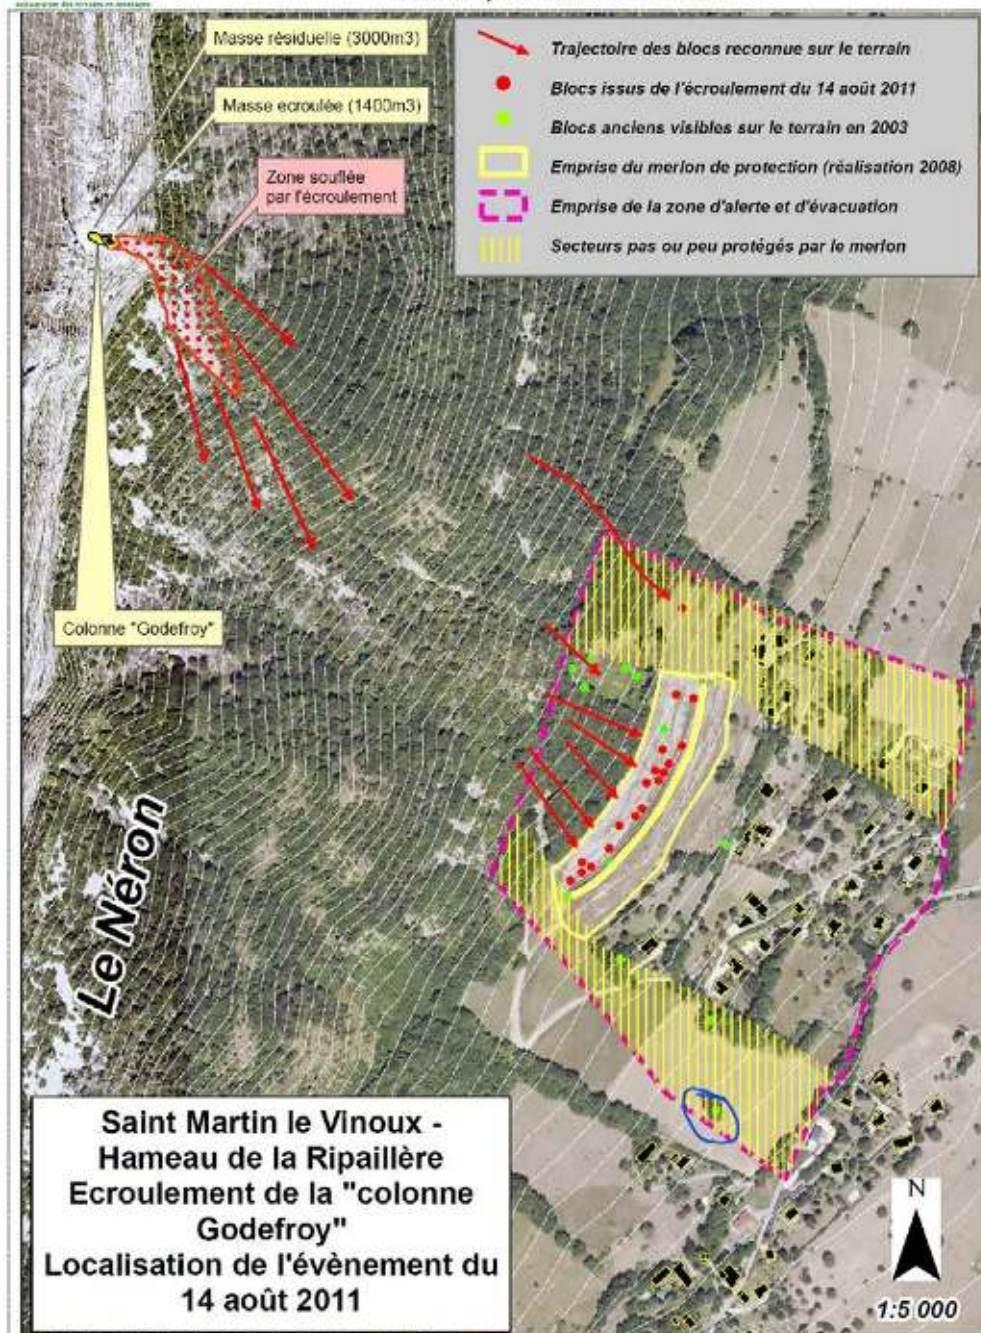 Masse résiduelle (3000m3)
Masse ecroulée (1400m3)
Zone souflée
par l'écroulement
Trajectoire des blocs reconnue sur le terrain
Blocs issus de l'écroulement du 14 août 2011
Blocs anciens visibles sur le terrain en 2003
Emprise du merlon de protection (réalisation 2008)
Emprise de la zone d'alerte et d'évacuation
Secteurs pas ou peu protégés par le merlon
Colonne "Godefroy"
Le Néron
Saint Martin le Vinoux -
Hameau de la Ripaillère
Ecroulement de la "colonne
Godefroy"
Localisation de l'évènement du
14 août 2011
N
1:5 000